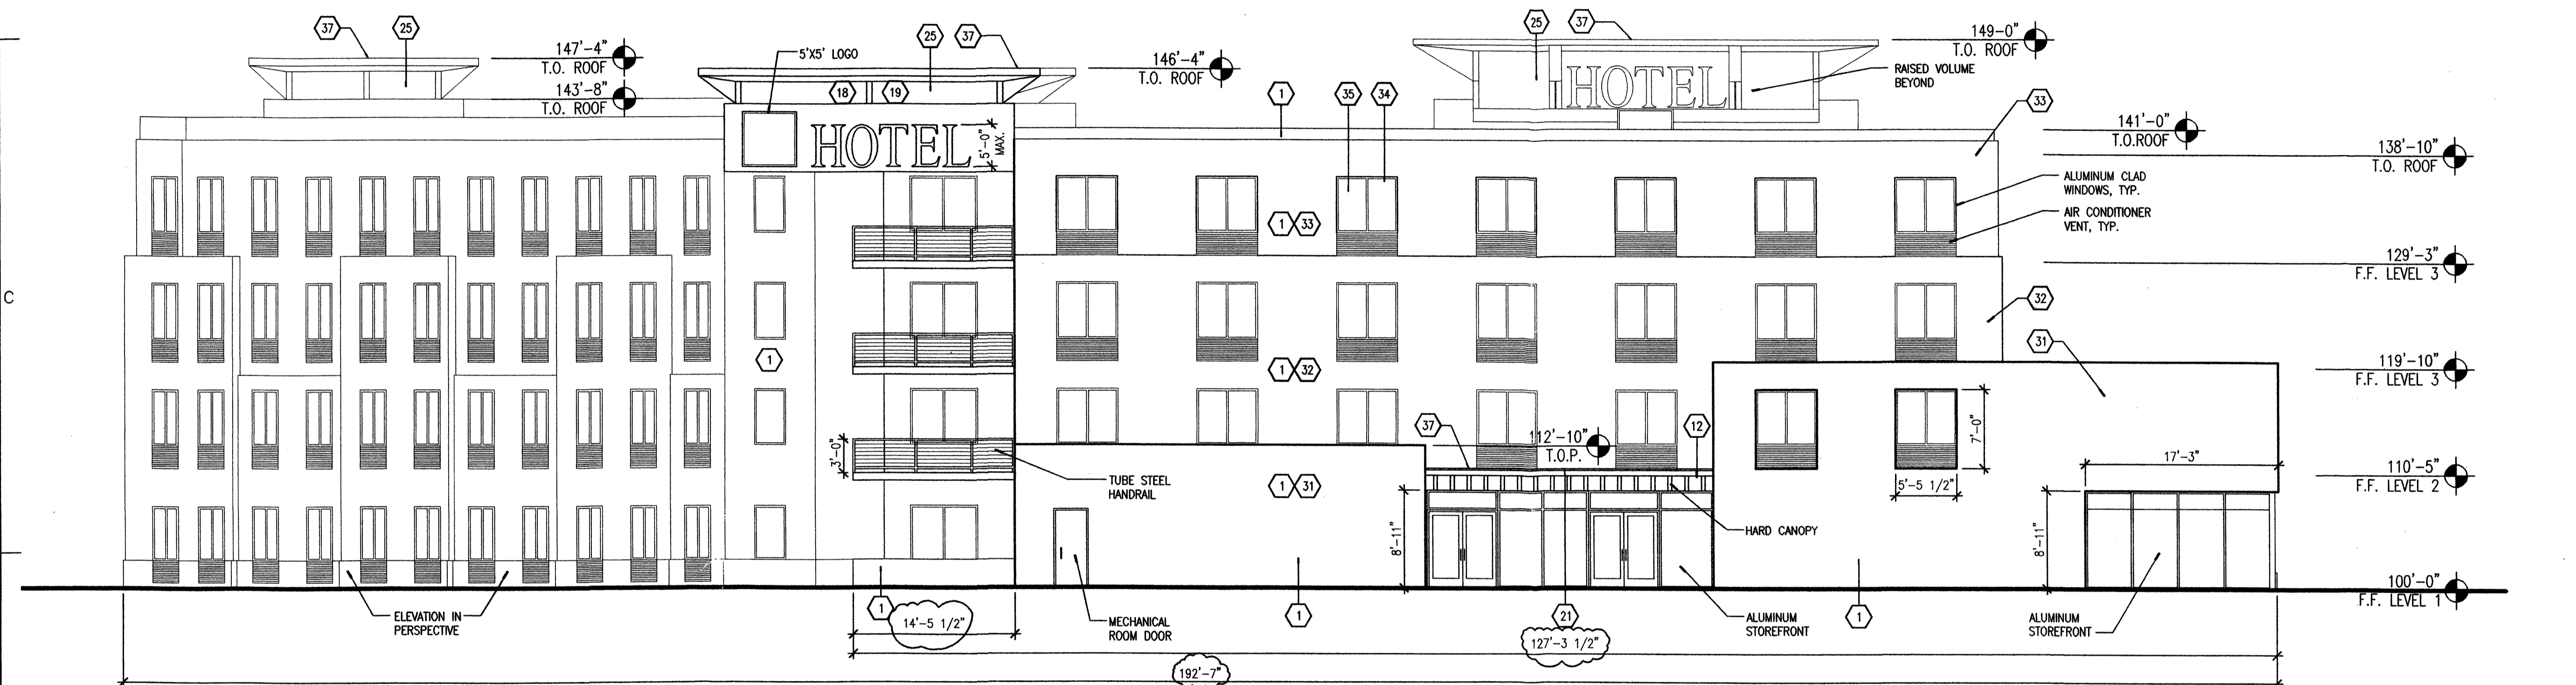 37
25
147'-4"
T.O. ROOF
143'-8"
T.O. ROOF
5'X5' LOGO
25
37
18
19
146'-4"
T.O. ROOF
HOTEL
5'-0"
MAX.
1
35
34
25
37
HOTEL
149-0"
T.O. ROOF
RAISED VOLUME
BEYOND
33
141'-0"
T.O.ROOF
138'-10"
T.O. ROOF
ALUMINUM CLAD
WINDOWS, TYP.
AIR CONDITIONER
VENT, TYP.
1
33
129'-3"
F.F. LEVEL 3
C
32
31
1
1
32
119'-10"
F.F. LEVEL 3
37
112'-10"
T.O.P.
12
3'-0"
7'-0"
17'-3"
TUBE STEEL
HANDRAIL
1
31
5'-5 1/2"
110'-5"
F.F. LEVEL 2
HARD CANOPY
8'-11"
8'-11"
100'-0"
F.F. LEVEL 1
ELEVATION IN
PERSPECTIVE
1
14'-5 1/2"
MECHANICAL
ROOM DOOR
1
21
ALUMINUM
STOREFRONT
1
ALUMINUM
STOREFRONT
127'-3 1/2"
192'-7"